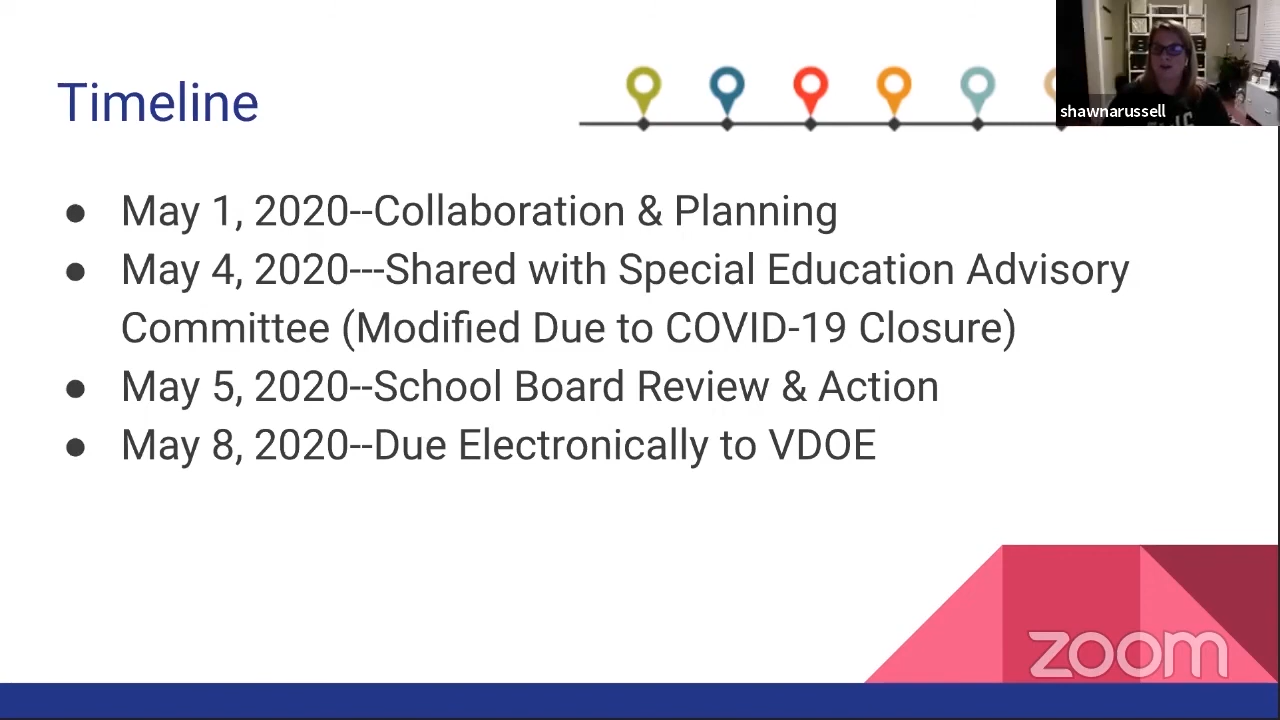 Timeline
shawnarussell
● May 1, 2020--Collaboration & Planning
● May 4, 2020---Shared with Special Education Advisory
Committee (Modified Due to COVID-19 Closure)
● May 5, 2020--School Board Review & Action
● May 8, 2020--Due Electronically to VDOE
zoom